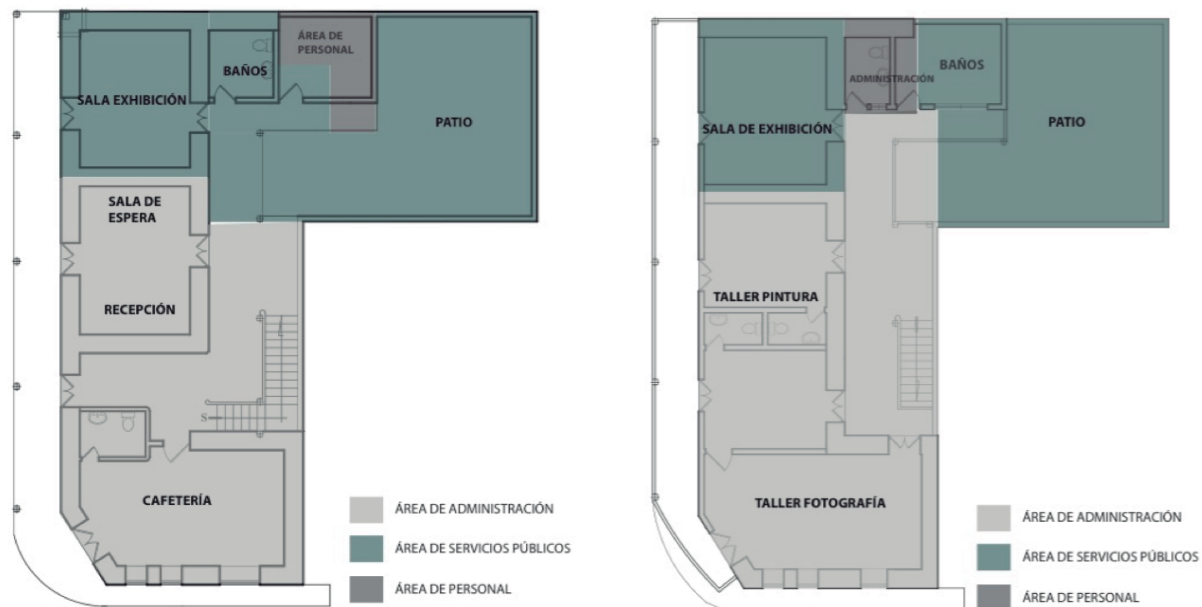 ÁREA DE
PERSONAL
BAÑOS
SALA EXHIBICIÓN
PATIO
SALA DE
ESPERA
RECEPCIÓN
S
CAFETERÍA
ÁREA DE ADMINISTRACIÓN
ÁREA DE SERVICIOS PÚBLICOS
ÁREA DE PERSONAL
BAÑOS
ADMINISTRACIÓN
SALA DE EXHIBICIÓN
PATIO
TALLER PINTURA
TALLER FOTOGRAFÍA
ÁREA DE ADMINISTRACIÓN
ÁREA DE SERVICIOS PÚBLICOS
ÁREA DE PERSONAL